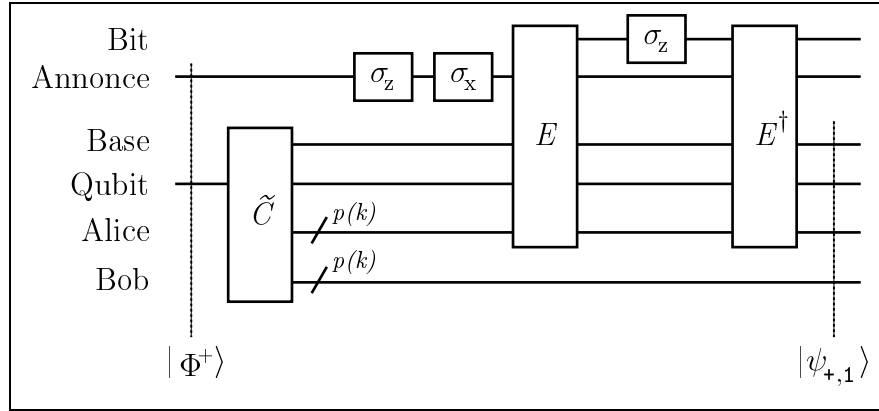 Bit
Annonce
Base
Qubit
Alice
Bob
σz
σx
σz
E
E†
C̃
p(k)
p(k)
|Φ+⟩
|ψ+,1⟩